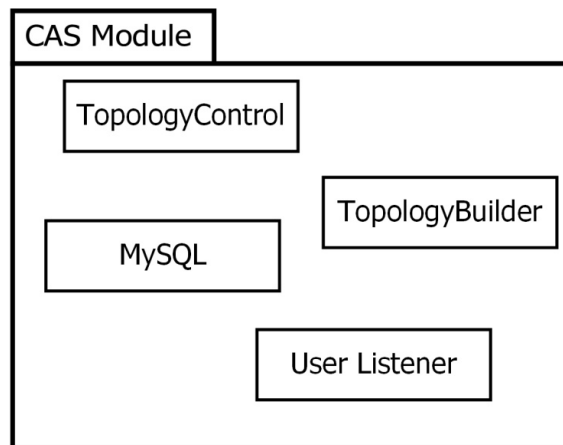 CAS Module
TopologyControl
TopologyBuilder
MySQL
User Listener